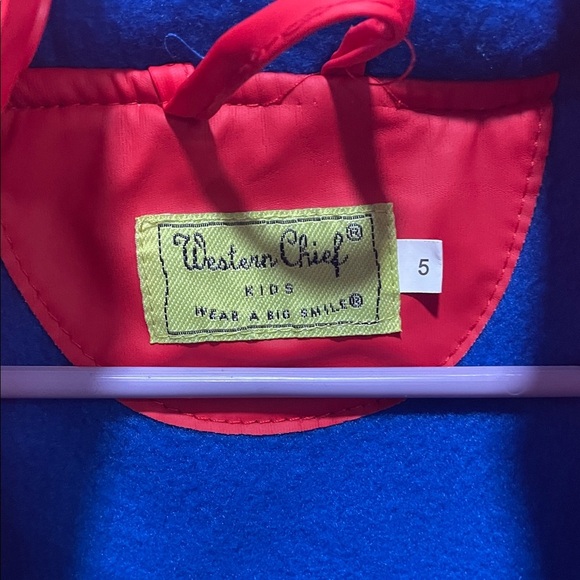 Western Chief®
KIDS
WEAR A BIG SMILE®
5